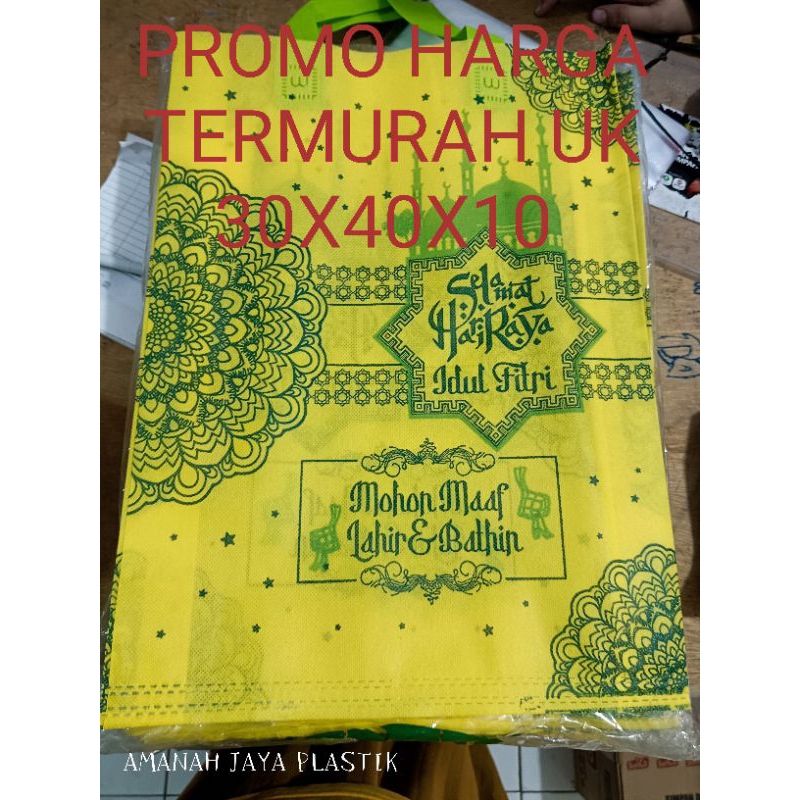 PROMO HARGA
TERMURAH UK
30X40X10
Selamat
Hari Raya
Idul Fitri
Mohon Maaf
Lahir & Bathin
AMANAH JAYA PLASTIK